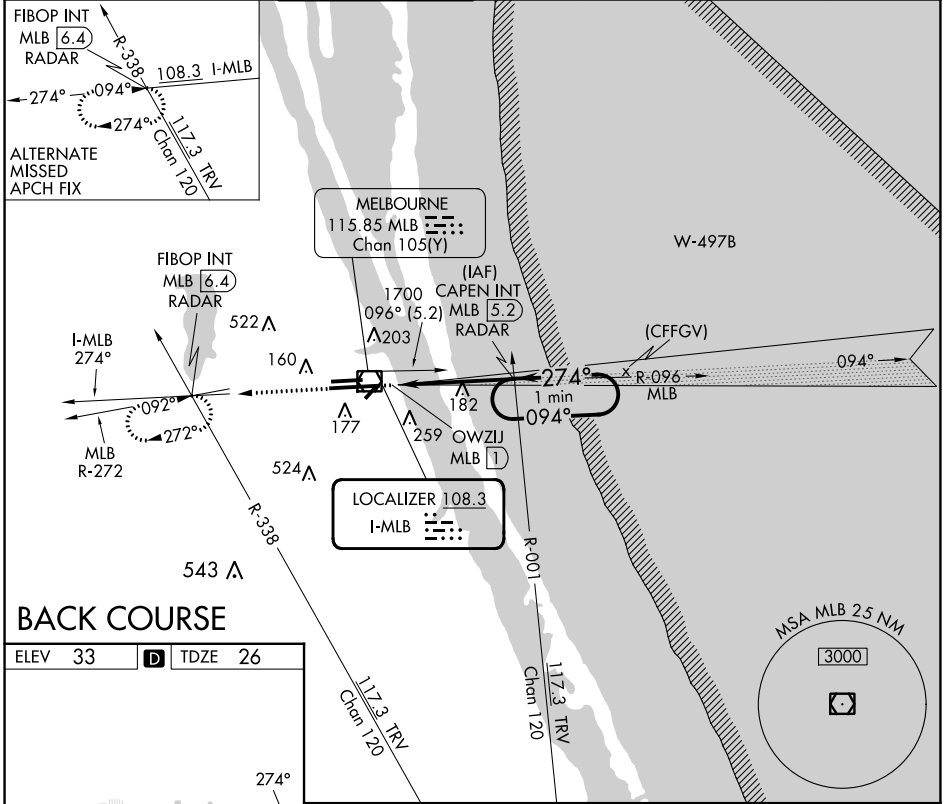 FIBOP INT
MLB 6.4
RADAR
R-338
108.3 I-MLB
274°
094°
274°
117.3 TRV
Chan 120
ALTERNATE
MISSED
APCH FIX
MELBOURNE
115.85 MLB
Chan 105(Y)
W-497B
FIBOP INT
MLB 6.4
RADAR
522
1700
096° (5.2)
203
(IAF)
CAPEN INT
MLB 5.2
RADAR
(CFFGV)
I-MLB
274°
160
094°
274°
x
R-096
MLB
1 min
094°
092°
272°
182
177
259
OWZIJ
MLB 1
MLB
R-272
524
LOCALIZER 108.3
I-MLB
R-338
R-001
543
BACK COURSE
MSA MLB 25 NM
3000
ELEV 33
D
TDZE 26
117.3 TRV
Chan 120
117.3 TRV
Chan 120
274°